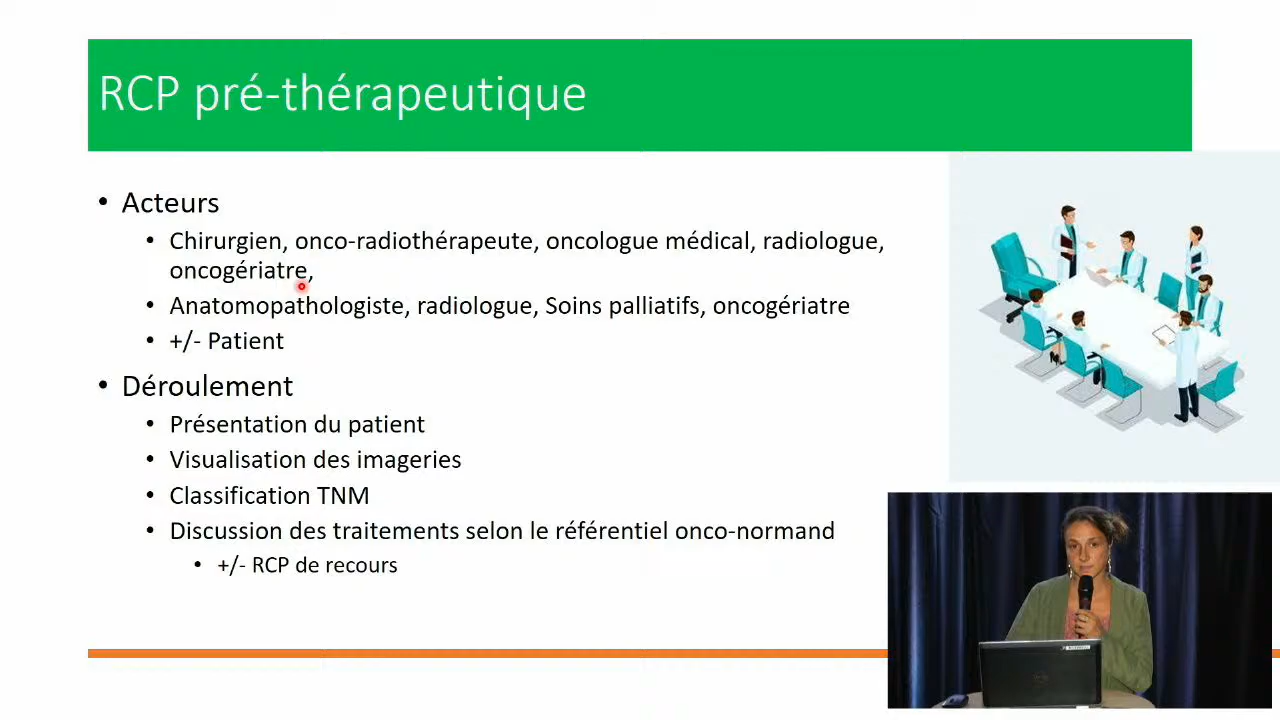 RCP pré-thérapeutique
• Acteurs
• Chirurgien, onco-radiothérapeute, oncologue médical, radiologue,
oncogériatre,
• Anatomopathologiste, radiologue, Soins palliatifs, oncogériatre
• +/- Patient
• Déroulement
• Présentation du patient
• Visualisation des imageries
• Classification TNM
• Discussion des traitements selon le référentiel onco-normand
• +/- RCP de recours